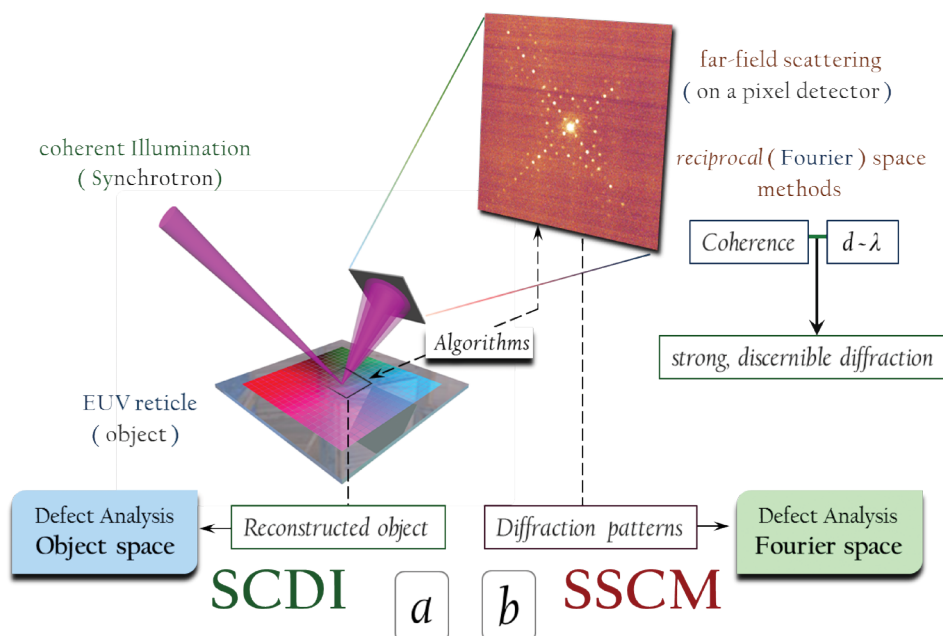 far-field scattering
( on a pixel detector )
coherent Illumination
( Synchrotron)
reciprocal ( Fourier ) space
methods
Coherence
d ~ λ
Algorithms
strong, discernible diffraction
EUV reticle
( object )
Defect Analysis
Object space
Reconstructed object
Diffraction patterns
Defect Analysis
Fourier space
SCDI
a
b
SSCM